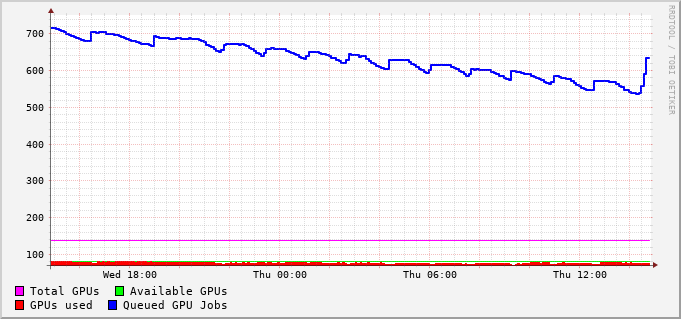 700
600
500
400
300
200
100
Wed 18:00 Thu 00:00 Thu 06:00 Thu 12:00
Total GPUs Available GPUs
GPUs used Queued GPU Jobs
RRDTOOL / TOBI OETIKER